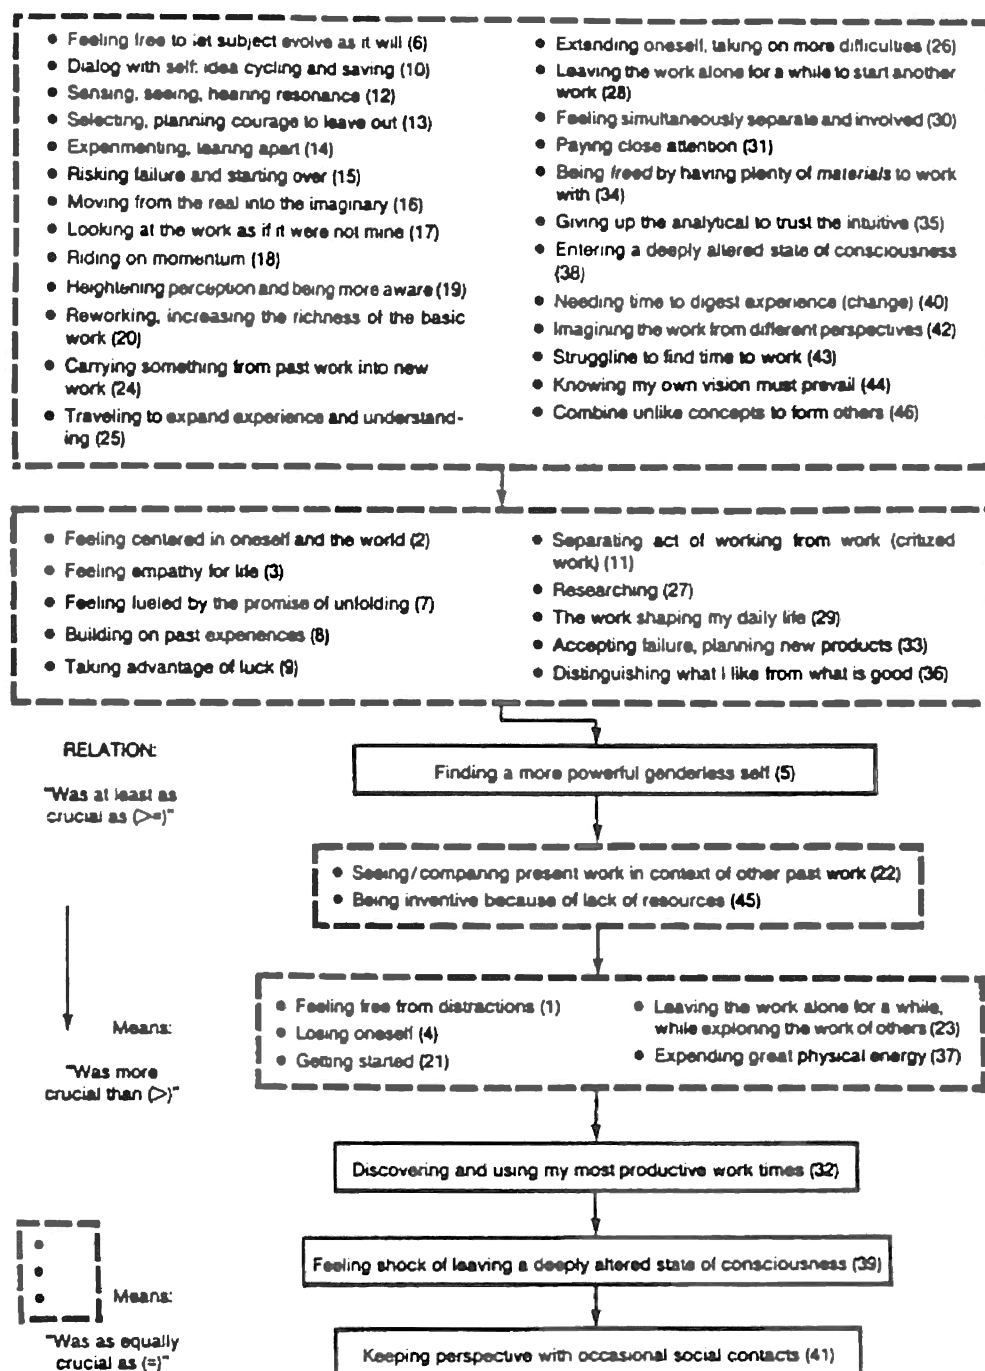 • Feeling free to let subject evolve as it will (6)
• Dialog with self: idea cycling and saving (10)
• Sensing, seeing, hearing resonance (12)
• Selecting, planning courage to leave out (13)
• Experimenting, tearing apart (14)
• Risking failure and starting over (15)
• Moving from the real into the imaginary (16)
• Looking at the work as if it were not mine (17)
• Riding on momentum (18)
• Heightening perception and being more aware (19)
• Reworking, increasing the richness of the basic
work (20)
• Carrying something from past work into new
work (24)
• Traveling to expand experience and understand-
ing (25)
• Extending oneself, taking on more difficulties (26)
• Leaving the work alone for a while to start another
work (28)
• Feeling simultaneously separate and involved (30)
• Paying close attention (31)
• Being freed by having plenty of materials to work
with (34)
• Giving up the analytical to trust the intuitive (35)
• Entering a deeply altered state of consciousness
(38)
• Needing time to digest experience (change) (40)
• Imagining the work from different perspectives (42)
• Struggline to find time to work (43)
• Knowing my own vision must prevail (44)
• Combine unlike concepts to form others (46)
• Feeling centered in oneself and the world (2)
• Feeling empathy for life (3)
• Feeling fueled by the promise of unfolding (7)
• Building on past experiences (8)
• Taking advantage of luck (9)
• Separating act of working from work (critized
work) (11)
• Researching (27)
• The work shaping my daily life (29)
• Accepting failure, planning new products (33)
• Distinguishing what I like from what is good (36)
RELATION:
"Was at least as
crucial as (>=)"
Finding a more powerful genderless self (5)
• Seeing/comparing present work in context of other past work (22)
• Being inventive because of lack of resources (45)
• Feeling free from distractions (1)
• Losing oneself (4)
• Getting started (21)
• Leaving the work alone for a while,
while exploring the work of others (23)
• Expending great physical energy (37)
Means:
"Was more
crucial than (>)"
Discovering and using my most productive work times (32)
Feeling shock of leaving a deeply altered state of consciousness (39)
•
•
• Means:
"Was as equally
crucial as (=)"
Keeping perspective with occasional social contacts (41)